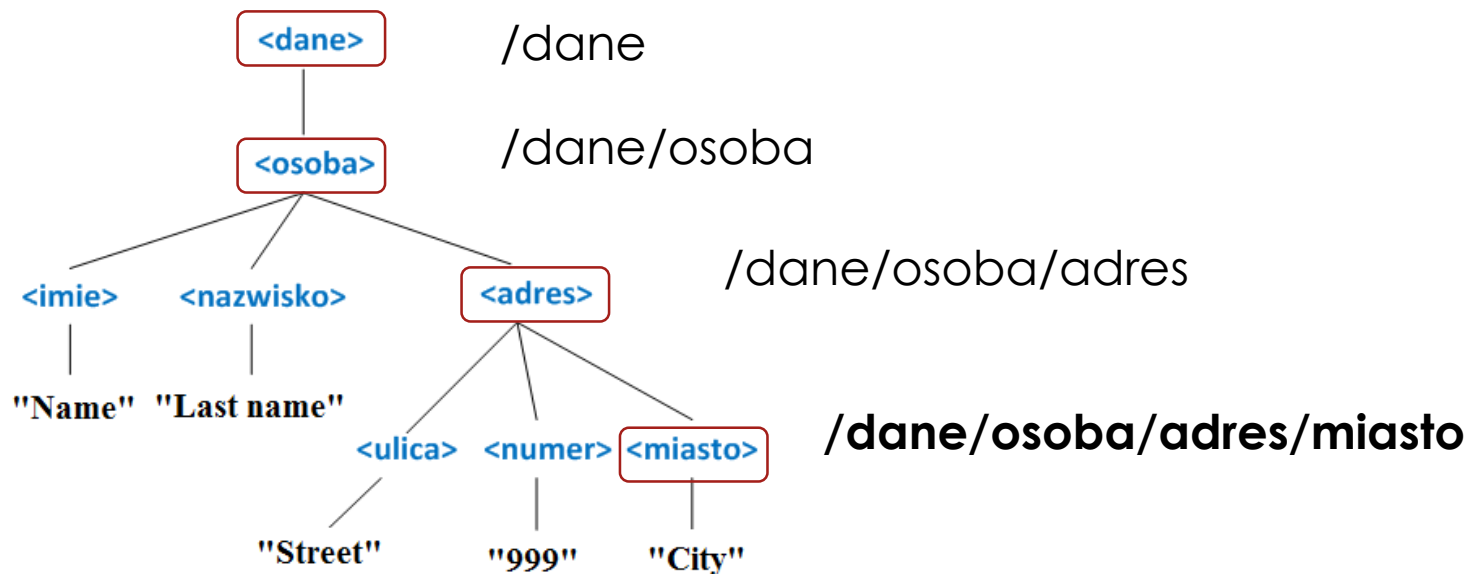 <dane>
/dane
<osoba>
/dane/osoba
<imie> <nazwisko> <adres>
/dane/osoba/adres
"Name" "Last name"
<ulica> <numer> <miasto>
/dane/osoba/adres/miasto
"Street" "999" "City"